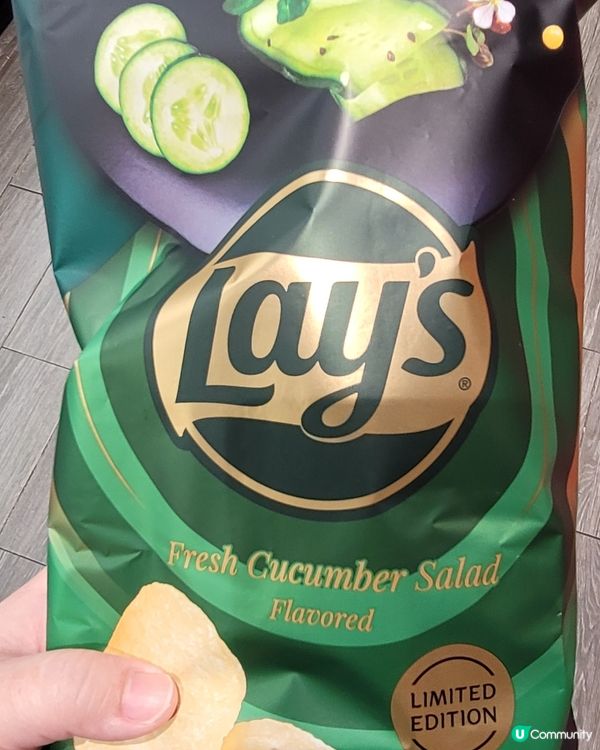 Lay's®
Fresh Cucumber Salad
Flavored
LIMITED
EDITION
U Community